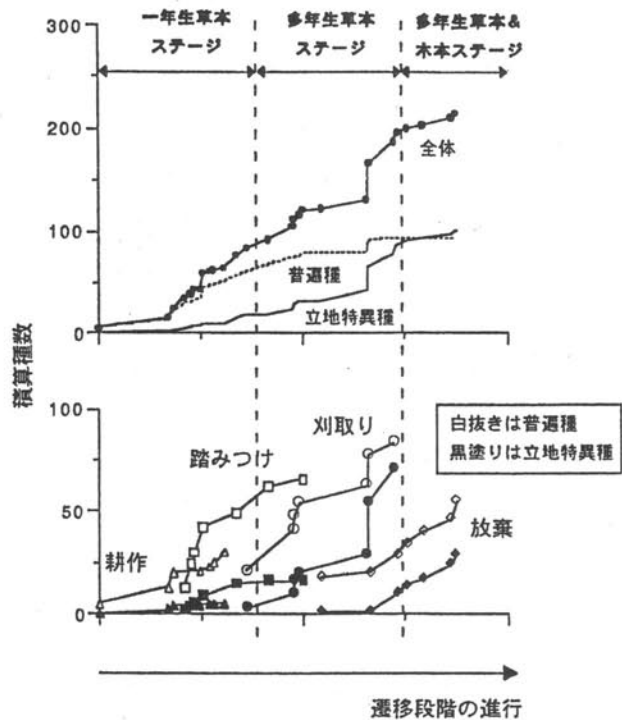 一年生草本
ステージ
多年生草本
ステージ
多年生草本&
木本ステージ
300
200
100
0
全体
普遍種
立地特異種
積算種数
100
50
0
耕作
踏みつけ
刈取り
放棄
白抜きは普遍種
黒塗りは立地特異種
遷移段階の進行